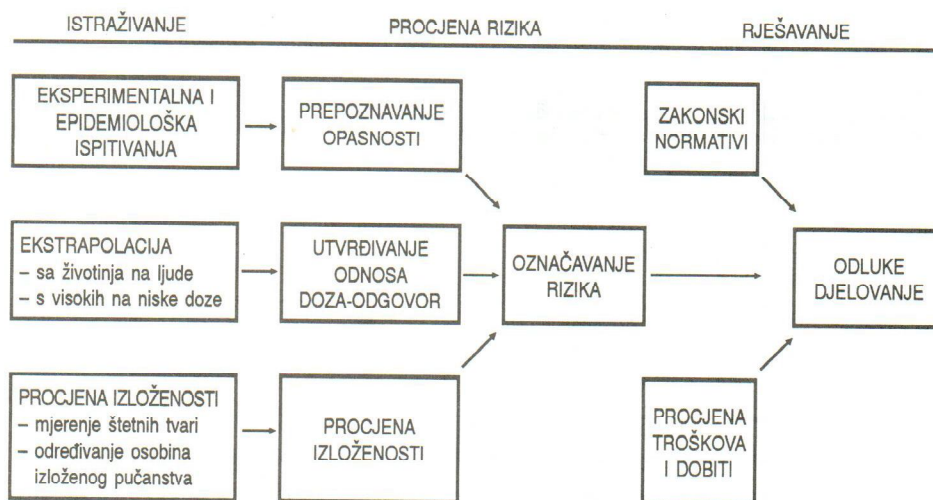 ISTRAŽIVANJE
PROCJENA RIZIKA
RJEŠAVANJE
EKSPERIMENTALNA I
EPIDEMIOLOŠKA
ISPITIVANJA
PREPOZNAVANJE
OPASNOSTI
ZAKONSKI
NORMATIVI
EKSTRAPOLACIJA
– sa životinja na ljude
– s visokih na niske doze
UTVRĐIVANJE
ODNOSA
DOZA-ODGOVOR
OZNAČAVANJE
RIZIKA
ODLUKE
DJELOVANJE
PROCJENA IZLOŽENOSTI
– mjerenje štetnih tvari
– određivanje osobina
izloženog pučanstva
PROCJENA
IZLOŽENOSTI
PROCJENA
TROŠKOVA
I DOBITI